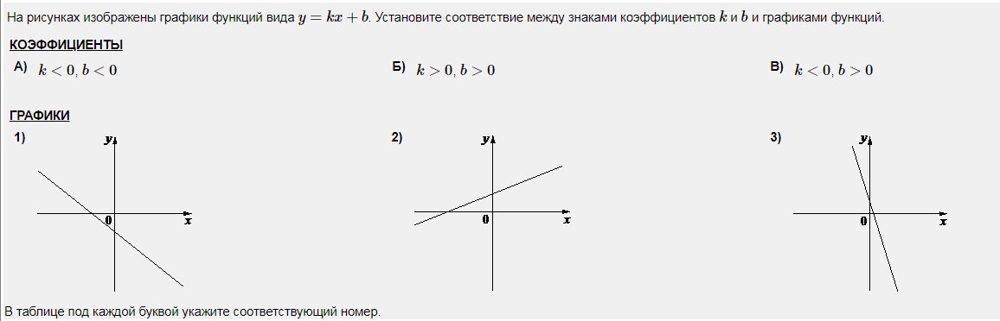 На рисунках изображены графики функций вида y = kx + b. Установите соответствие между знаками коэффициентов k и b и графиками функций.
КОЭФФИЦИЕНТЫ
А) k < 0, b < 0 Б) k > 0, b > 0 В) k < 0, b > 0
ГРАФИКИ
1) 2) 3)
y y y
0 0 0
x x x
В таблице под каждой буквой укажите соответствующий номер.